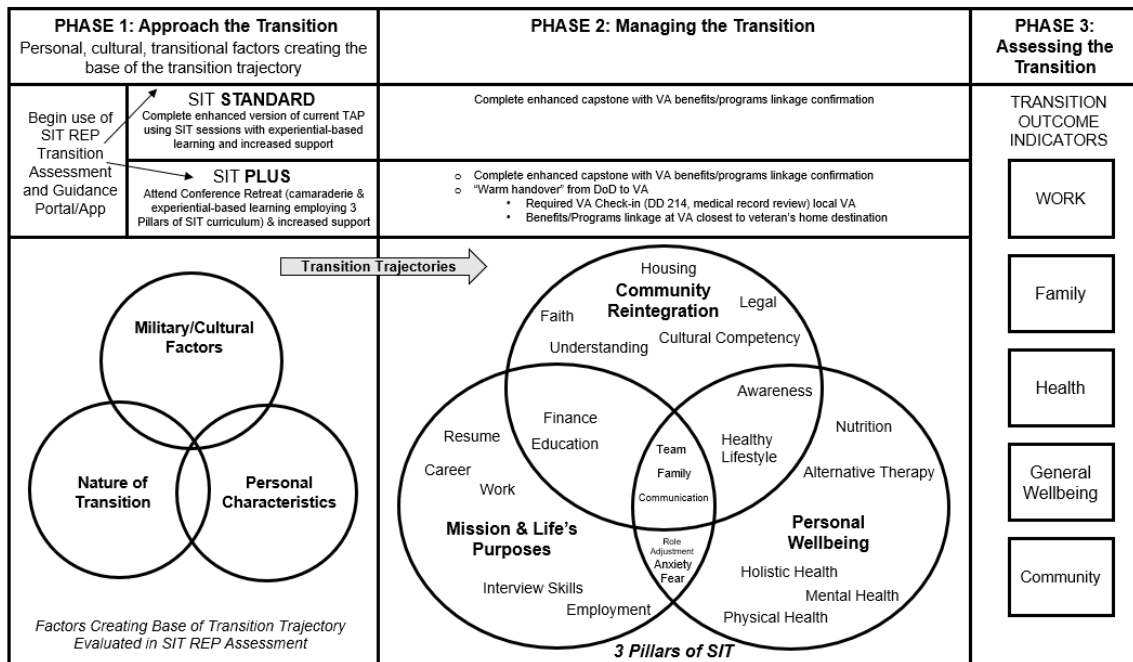 PHASE 1: Approach the Transition
Personal, cultural, transitional factors creating the
base of the transition trajectory
PHASE 2: Managing the Transition
PHASE 3:
Assessing the
Transition
Begin use of
SIT REP
Transition
Assessment
and Guidance
Portal/App
SIT STANDARD
Complete enhanced version of current TAP
using SIT sessions with experiential-based
learning and increased support
Complete enhanced capstone with VA benefits/programs linkage confirmation
SIT PLUS
Attend Conference Retreat (camaraderie &
experiential-based learning employing 3
Pillars of SIT curriculum) & increased support
o Complete enhanced capstone with VA benefits/programs linkage confirmation
o "Warm handover" from DoD to VA
• Required VA Check-in (DD 214, medical record review) local VA
• Benefits/Programs linkage at VA closest to veteran's home destination
Transition Trajectories
Military/Cultural
Factors
Nature of
Transition
Personal
Characteristics
Factors Creating Base of Transition Trajectory
Evaluated in SIT REP Assessment
Housing
Community
Reintegration
Legal
Faith
Cultural Competency
Understanding
Awareness
Finance
Education
Resume
Career
Work
Team
Family
Communication
Healthy
Lifestyle
Nutrition
Alternative Therapy
Mission & Life's
Purposes
Personal
Wellbeing
Role
Adjustment
Anxiety
Fear
Interview Skills
Employment
Holistic Health
Mental Health
Physical Health
3 Pillars of SIT
TRANSITION
OUTCOME
INDICATORS
WORK
Family
Health
General
Wellbeing
Community